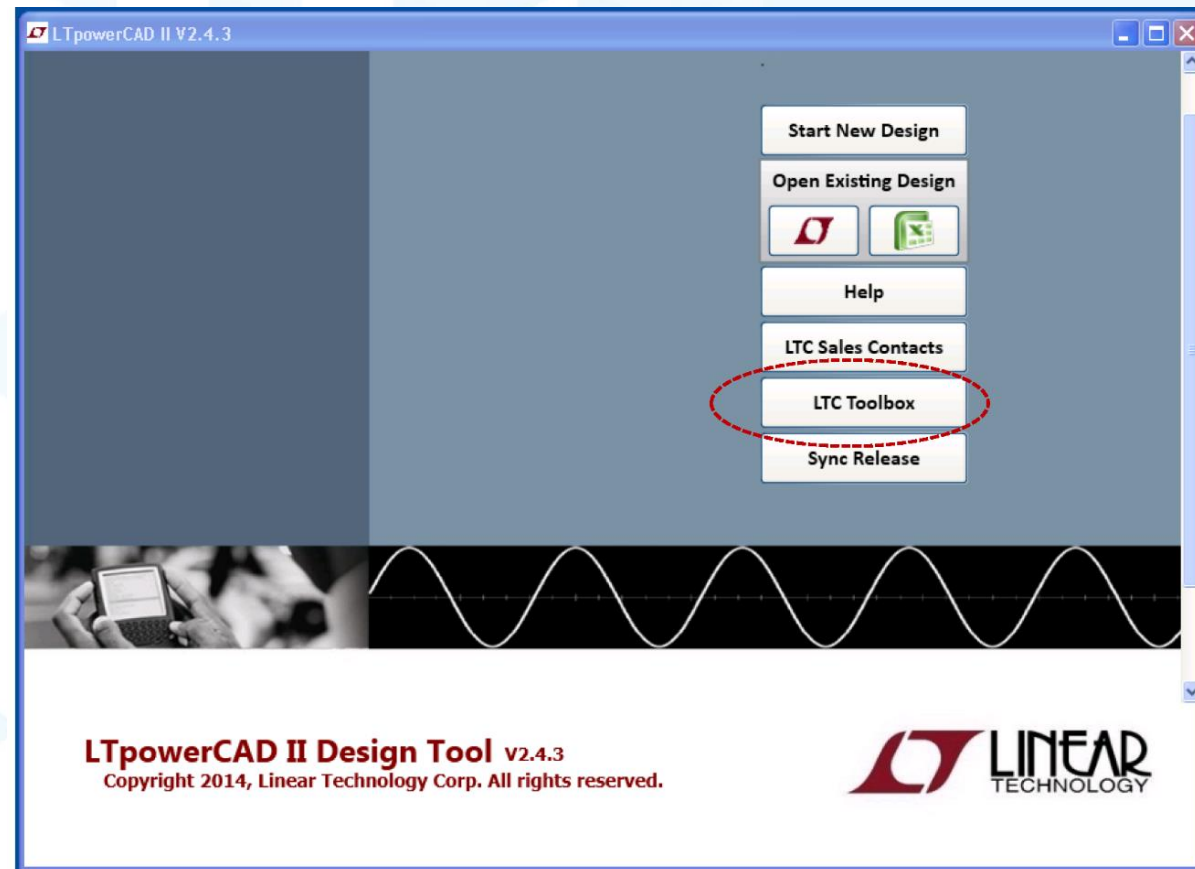 LTpowerCAD II V2.4.3
Start New Design
Open Existing Design
Help
LTC Sales Contacts
LTC Toolbox
Sync Release
LTpowerCAD II Design Tool V2.4.3
Copyright 2014, Linear Technology Corp. All rights reserved.
LINEAR
TECHNOLOGY